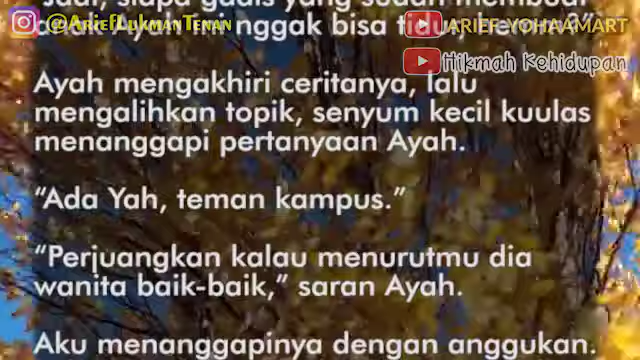 @AriefLukmanTenan
ARIEF YOHAAMART
Hikmah Kehidupan
"Jadi, siapa gadis yang sudah membuat
nggak bisa tidur
Ayah mengakhiri ceritanya, lalu
mengalihkan topik, senyum kecil kuulas
menanggapi pertanyaan Ayah.
"Ada Yah, teman kampus."
"Perjuangkan kalau menurutmu dia
wanita baik-baik," saran Ayah.
Aku menanggapinya dengan anggukan.